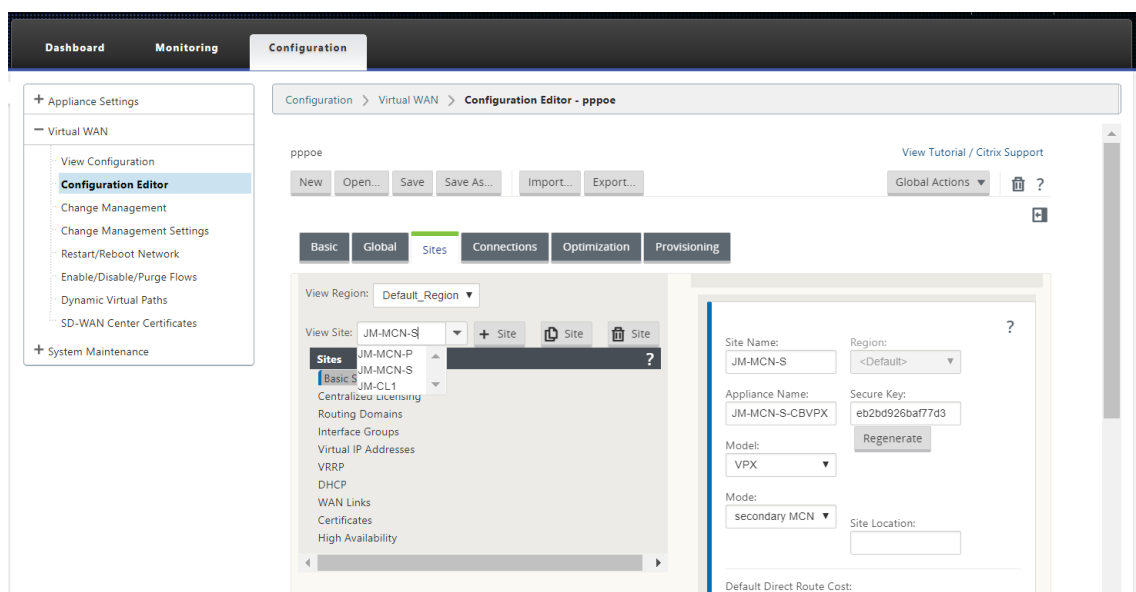 Dashboard Monitoring Configuration
+ Appliance Settings
− Virtual WAN
View Configuration
Configuration Editor
Change Management
Change Management Settings
Restart/Reboot Network
Enable/Disable/Purge Flows
Dynamic Virtual Paths
SD-WAN Center Certificates
+ System Maintenance
Configuration > Virtual WAN > Configuration Editor - pppoe
pppoe View Tutorial / Citrix Support
New Open... Save Save As... Import... Export... Global Actions ▼ ?
Basic Global Sites Connections Optimization Provisioning
View Region: Default_Region ▼
View Site: JM-MCN-S + Site Site Site
JM-MCN-P
JM-MCN-S
JM-CL1
Sites ?
Basic S
Centralized Licensing
Routing Domains
Interface Groups
Virtual IP Addresses
VRRP
DHCP
WAN Links
Certificates
High Availability
?
Site Name: Region:
JM-MCN-S <Default> ▼
Appliance Name: Secure Key:
JM-MCN-S-CBVPX eb2bd926baf77d3
Regenerate
Model:
VPX ▼
Mode:
secondary MCN ▼
Site Location:
Default Direct Route Cost: